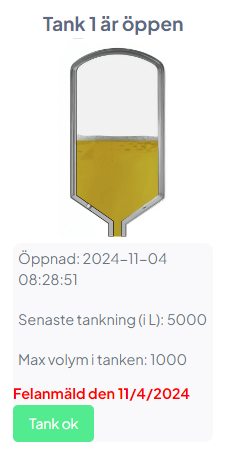 Tank 1 är öppen
Öppnad: 2024-11-04
08:28:51
Senaste tankning (i L): 5000
Max volym i tanken: 1000
Felanmäld den 11/4/2024
Tank ok